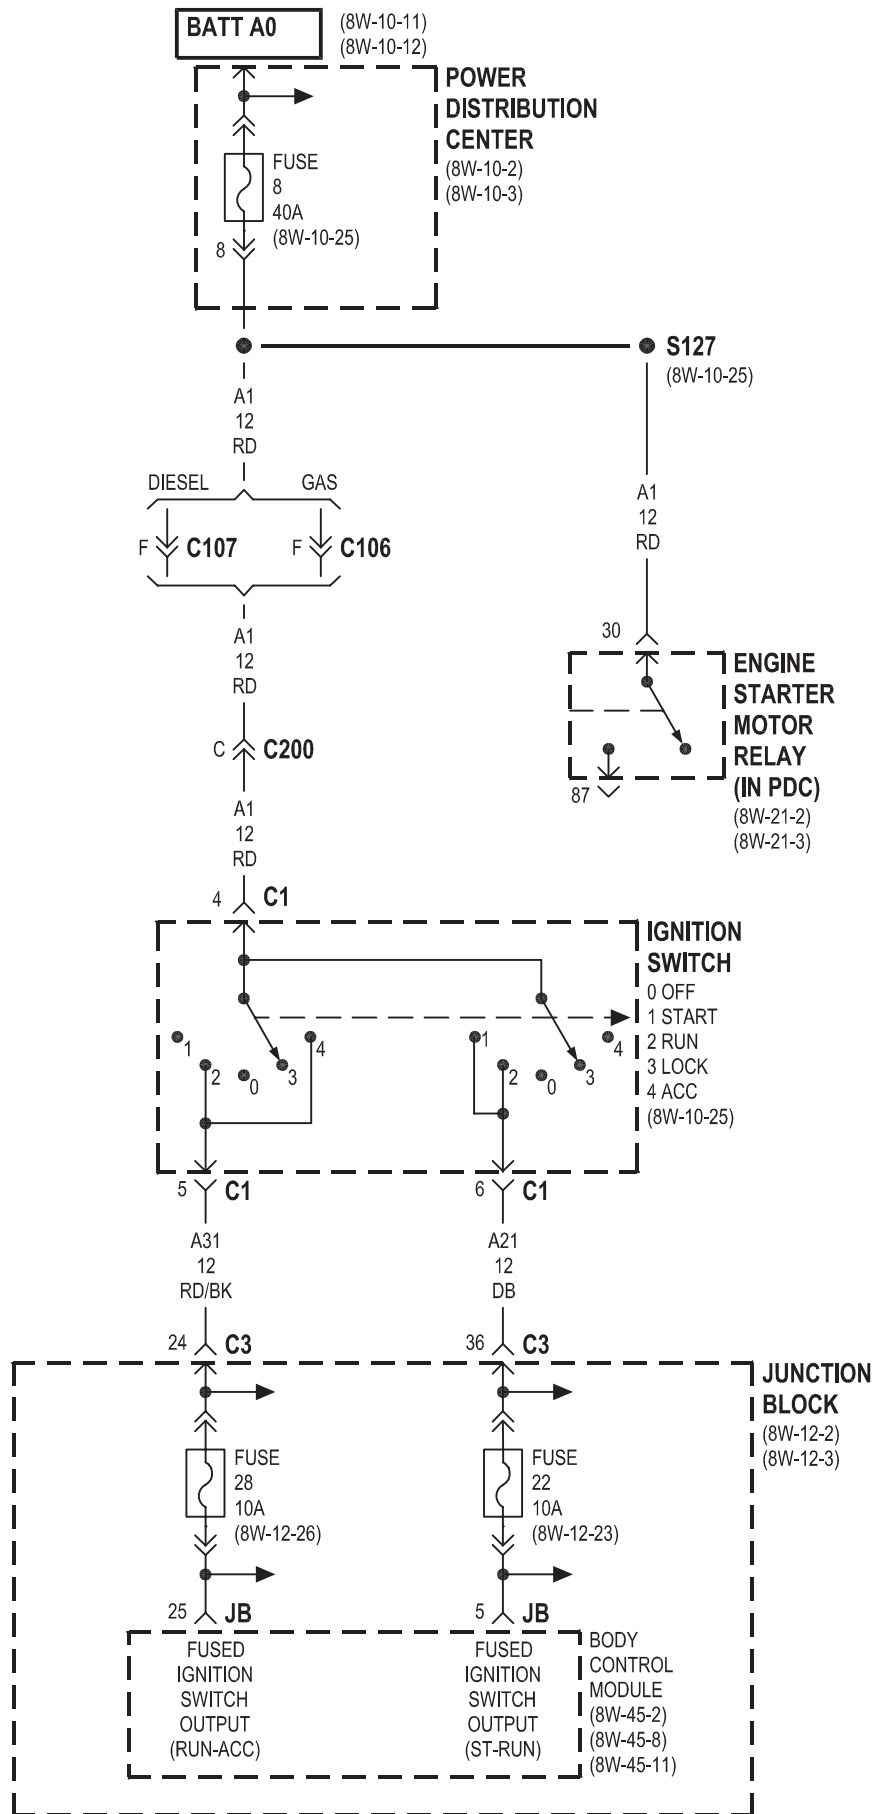 BATT A0
(8W-10-11)
(8W-10-12)
POWER
DISTRIBUTION
CENTER
(8W-10-2)
(8W-10-3)
FUSE
8
40A
(8W-10-25)
8
S127
(8W-10-25)
A1
12
RD
DIESEL
GAS
F
C107
F
C106
A1
12
RD
A1
12
RD
30
ENGINE
STARTER
MOTOR
RELAY
(IN PDC)
(8W-21-2)
(8W-21-3)
87
C
C200
A1
12
RD
4
C1
IGNITION
SWITCH
0 OFF
1 START
2 RUN
3 LOCK
4 ACC
(8W-10-25)
1
2
0
3
4
1
2
0
3
4
5
C1
6
C1
A31
12
RD/BK
A21
12
DB
24
C3
36
C3
JUNCTION
BLOCK
(8W-12-2)
(8W-12-3)
FUSE
28
10A
(8W-12-26)
FUSE
22
10A
(8W-12-23)
25
JB
5
JB
FUSED
IGNITION
SWITCH
OUTPUT
(RUN-ACC)
FUSED
IGNITION
SWITCH
OUTPUT
(ST-RUN)
BODY
CONTROL
MODULE
(8W-45-2)
(8W-45-8)
(8W-45-11)